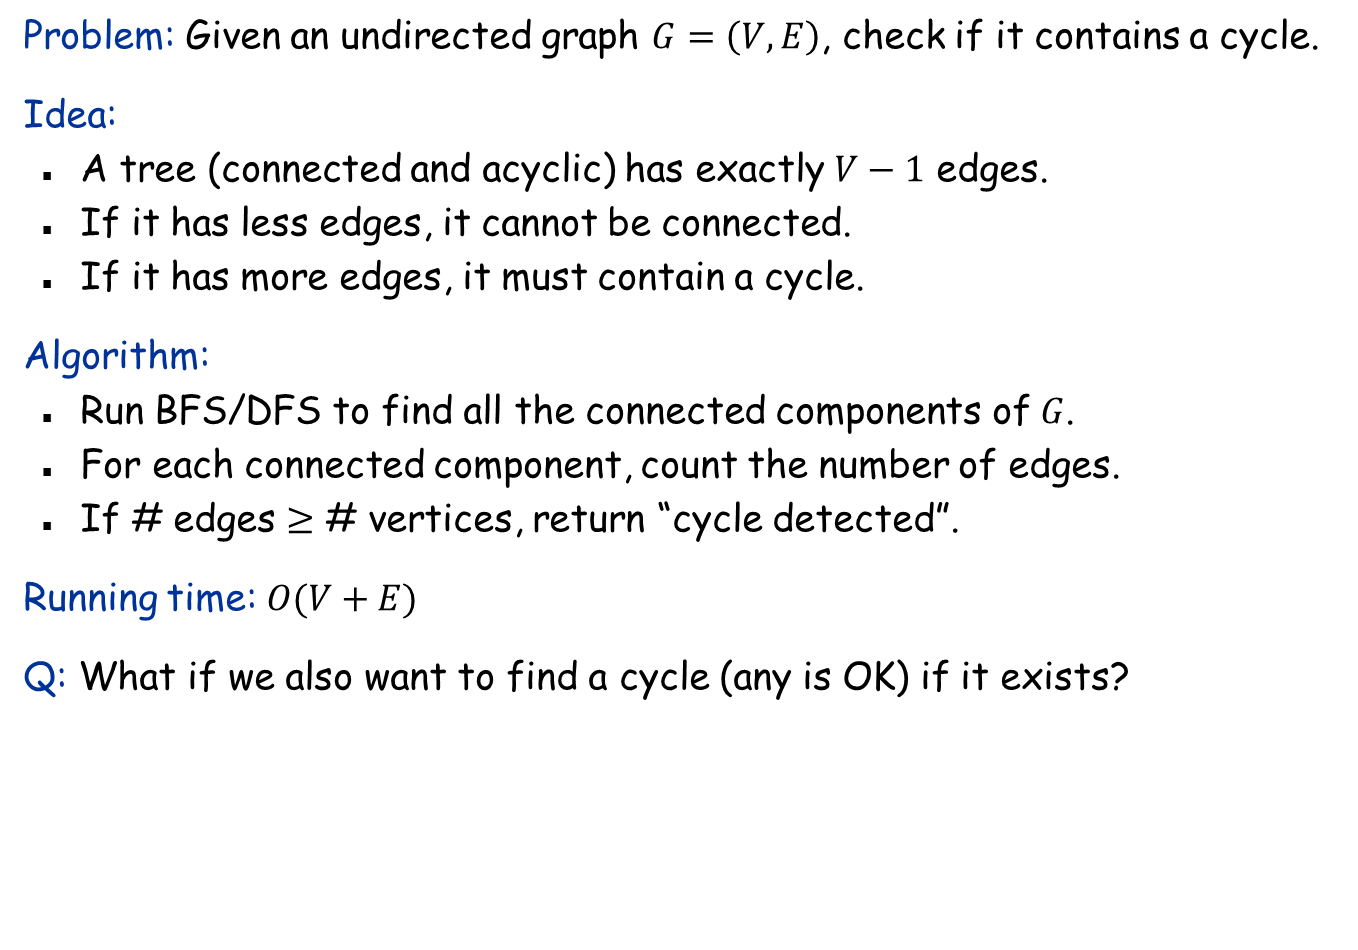 Problem: Given an undirected graph G = (V, E), check if it contains a cycle.
Idea:
▪ A tree (connected and acyclic) has exactly V − 1 edges.
▪ If it has less edges, it cannot be connected.
▪ If it has more edges, it must contain a cycle.
Algorithm:
▪ Run BFS/DFS to find all the connected components of G.
▪ For each connected component, count the number of edges.
▪ If # edges ≥ # vertices, return “cycle detected”.
Running time: O(V + E)
Q: What if we also want to find a cycle (any is OK) if it exists?